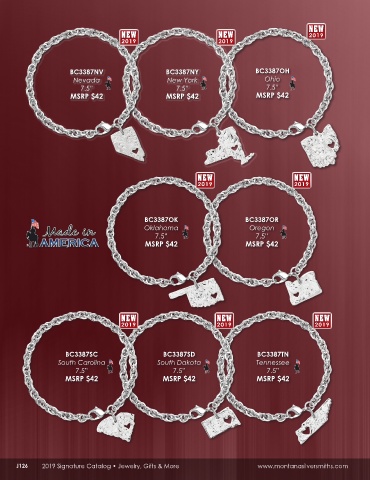 NEW
2019
NEW
2019
NEW
2019
BC3387NV
Nevada
7.5"
MSRP $42
BC3387NY
New York
7.5"
MSRP $42
BC3387OH
Ohio
7.5"
MSRP $42
NEW
2019
NEW
2019
Made in
AMERICA
BC3387OK
Oklahoma
7.5"
MSRP $42
BC3387OR
Oregon
7.5"
MSRP $42
NEW
2019
NEW
2019
NEW
2019
BC3387SC
South Carolina
7.5"
MSRP $42
BC3387SD
South Dakota
7.5"
MSRP $42
BC3387TN
Tennessee
7.5"
MSRP $42
J126 2019 Signature Catalog • Jewelry, Gifts & More www.montanasilversmiths.com